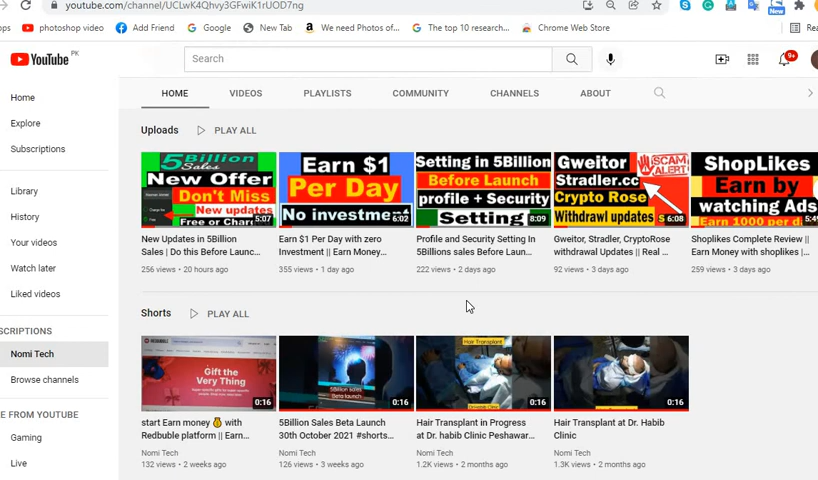 youtube.com/channel/UCLwK4Qhvy3GFwiK1rUOD7ng
New
ops
photoshop video
Add Friend
Google
New Tab
We Need Photos of...
The top 10 research...
Chrome Web Store
Rea
YouTube PK
Search
9+
Home
Explore
Subscriptions
Library
History
Your videos
Watch later
Liked videos
SCRIPTIONS
Nomi Tech
Browse channels
E FROM YOUTUBE
Gaming
Live
HOME
VIDEOS
PLAYLISTS
COMMUNITY
CHANNELS
ABOUT
Uploads
PLAY ALL
5Billion
Sales
New Offer
Don't Miss
New updates
Free or Char
5:07
New Updates in 5Billion
Sales | Do this Before Launc...
256 views • 20 hours ago
Earn $1
Per Day
No investment
6:02
Earn $1 Per Day with zero
Investment || Earn Money...
355 views • 1 day ago
Setting in 5Billion
Before Launch
profile + Security
Setting
8:09
Profile and Security Setting In
5Billions sales Before Laun...
222 views • 2 days ago
Gweitor
SCAM
ALERT!
Stradler.cc
Crypto Rose
Withdrawl updates
6:08
Gweitor, Stradler, CryptoRose
withdrawal Updates || Real ...
92 views • 3 days ago
ShopLikes
Earn by
watching Ads
Earn 1000 per d
5:49
Shoplikes Complete Review ||
Earn Money with shoplikes |...
259 views • 3 days ago
Shorts
PLAY ALL
Gift the
Very Thing
0:16
start Earn money 💰 with
Redbuble platform || Earn...
Nomi Tech
132 views • 2 weeks ago
5Billion sales
Beta launch
0:16
5Billion Sales Beta Launch
30th October 2021 #shorts...
Nomi Tech
126 views • 3 weeks ago
Hair Transplant
0:16
Hair Transplant in Progress
at Dr. habib Clinic Peshawar...
Nomi Tech
1.2K views • 2 months ago
0:16
Hair Transplant at Dr. Habib
Clinic
Nomi Tech
1.3K views • 2 months ago